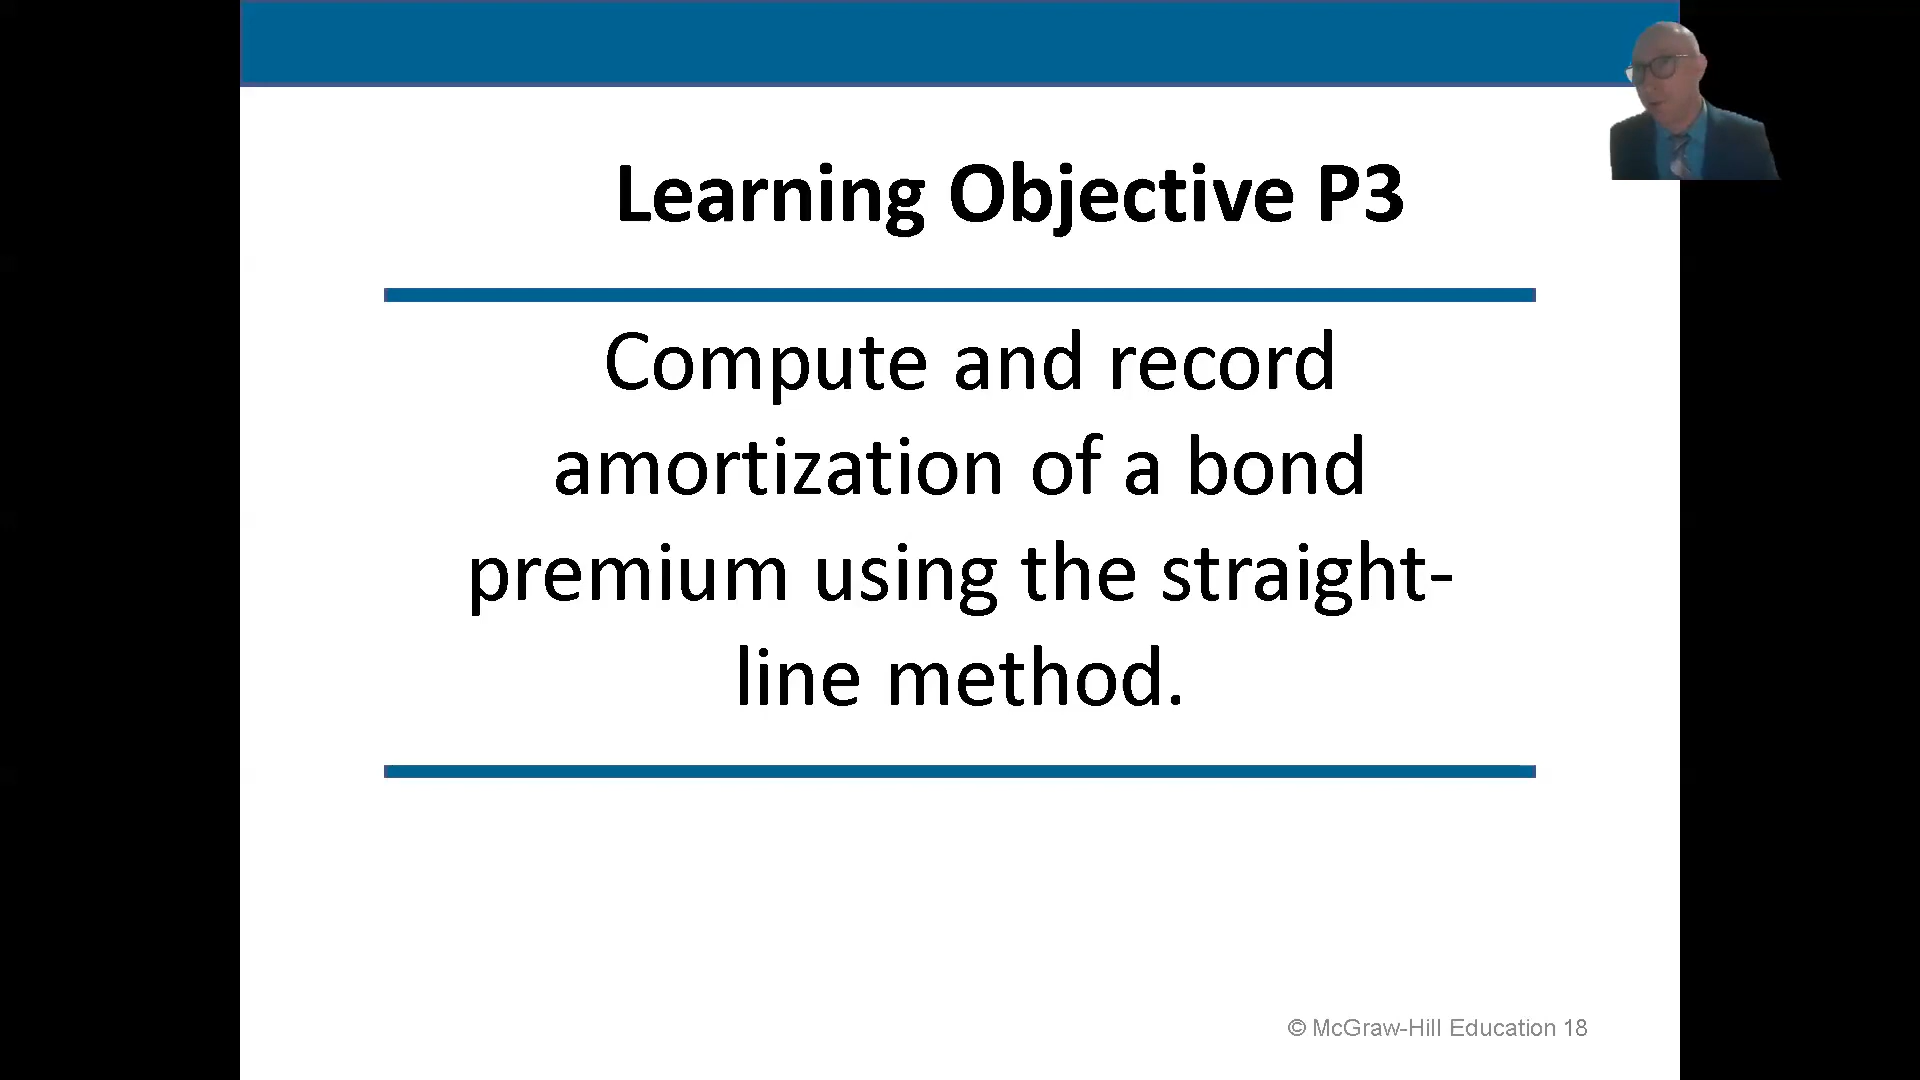 Learning Objective P3
Compute and record
amortization of a bond
premium using the straight-
line method.
© McGraw-Hill Education 18